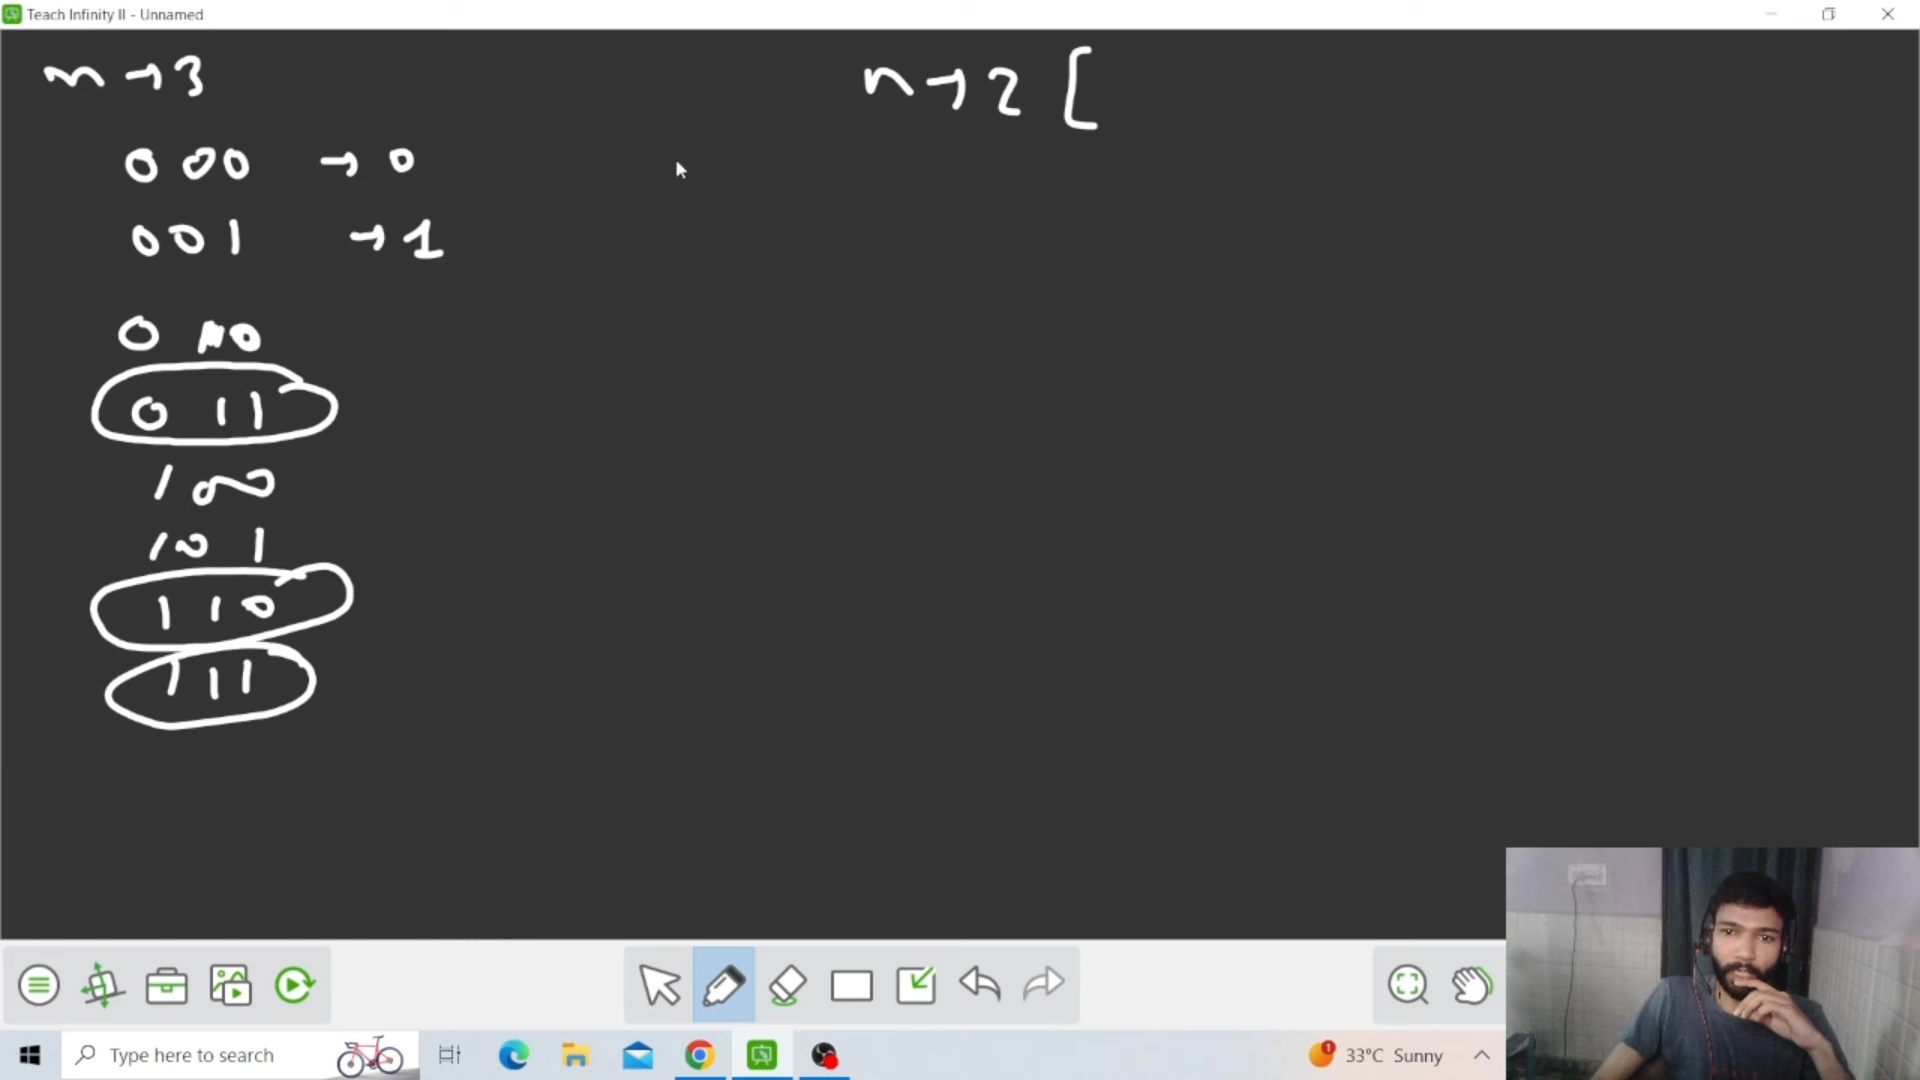 Teach Infinity II - Unnamed
n → 3
n → 2 [
000 → 0
001 → 1
010
011
100
101
110
111
Type here to search
1
33°C Sunny